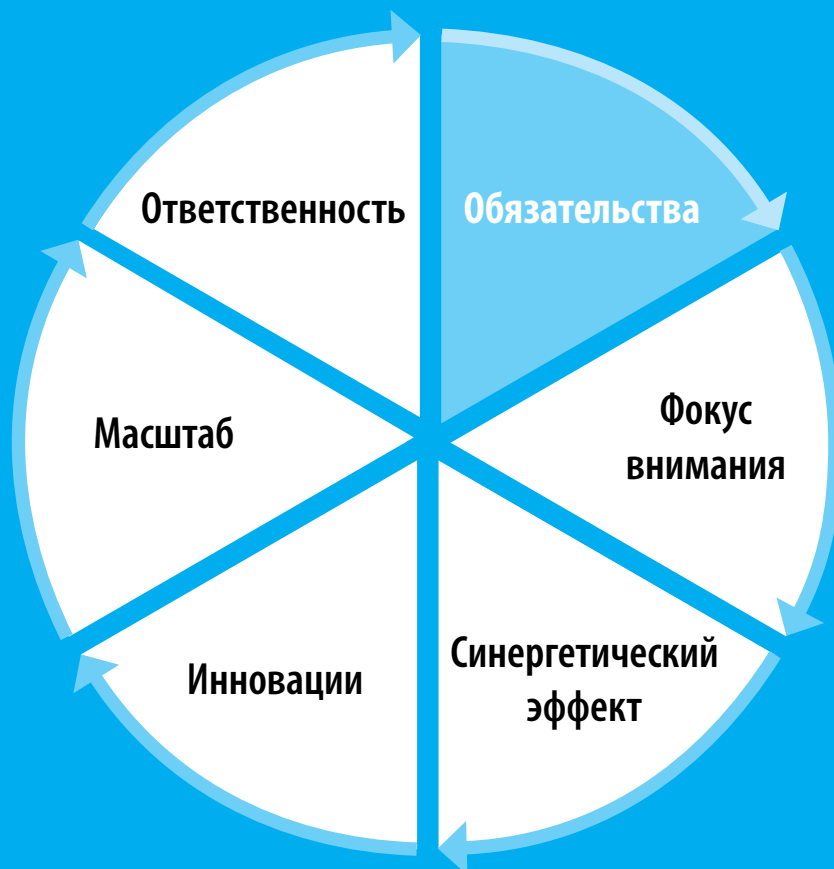 Ответственность
Обязательства
Фокус
внимания
Синергетический
эффект
Инновации
Масштаб